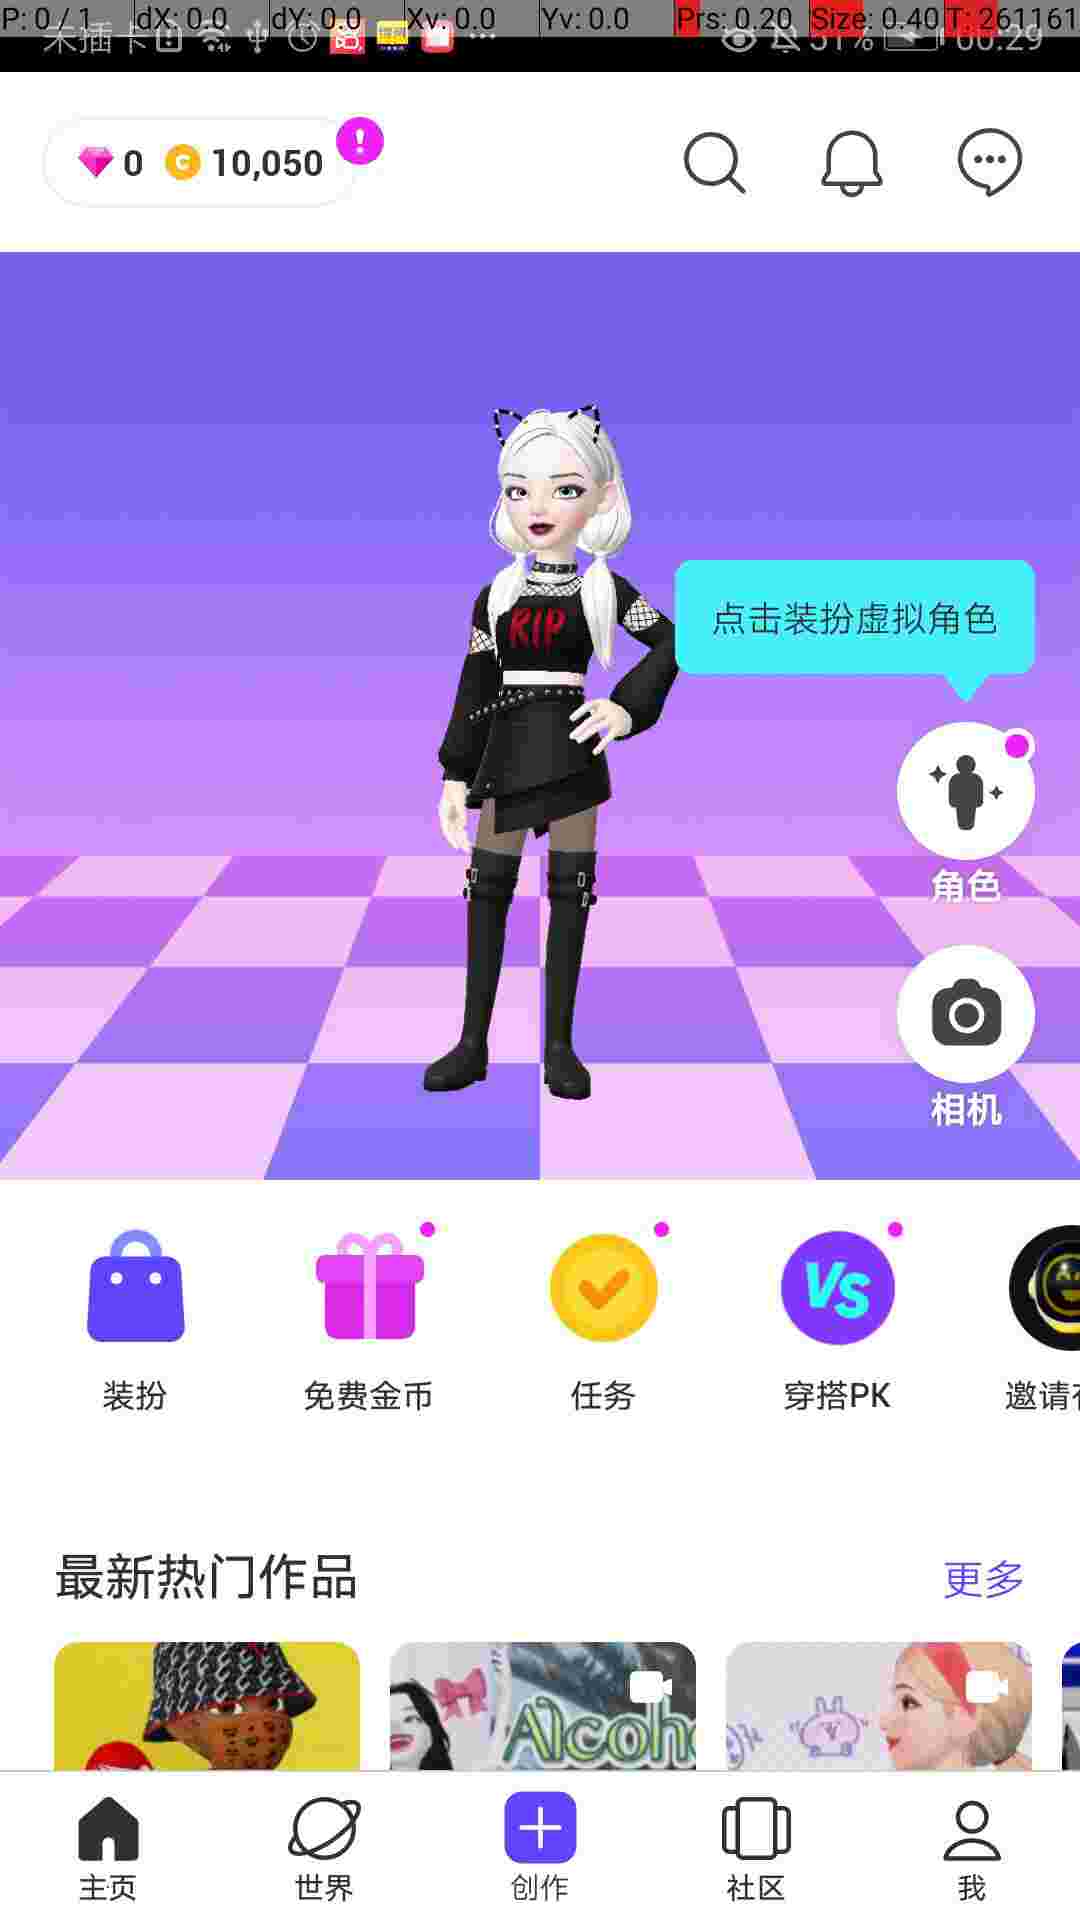 P: 0 / 1 dX: 0.0 dY: 0.0 Xv: 0.0 Yv: 0.0 Prs: 0.20 Size: 0.40 T: 261161
未插卡 51% 00:29
0 10,050
RIP
点击装扮虚拟角色
角色
相机
VS
装扮 免费金币 任务 穿搭PK 邀请
最新热门作品 更多
Alcoh
主页 世界 创作 社区 我